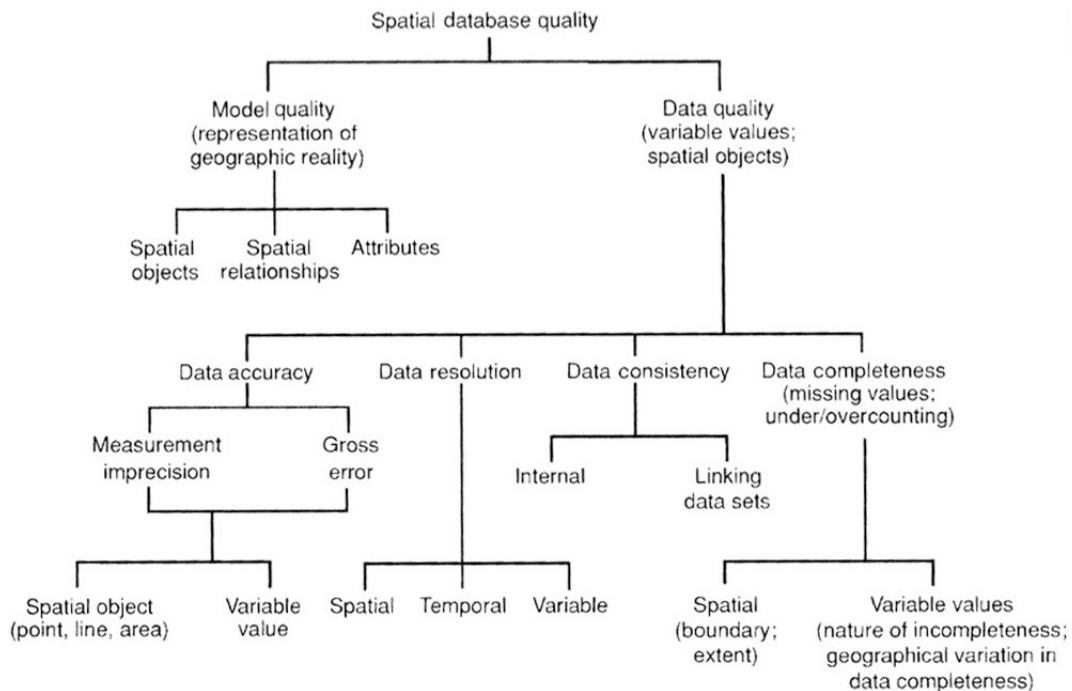 Spatial database quality
Model quality
(representation of
geographic reality)
Data quality
(variable values;
spatial objects)
Spatial
objects
Spatial
relationships
Attributes
Data accuracy
Data resolution
Data consistency
Data completeness
(missing values;
under/overcounting)
Measurement
imprecision
Gross
error
Internal
Linking
data sets
Spatial object
(point, line, area)
Variable
value
Spatial
Temporal
Variable
Spatial
(boundary;
extent)
Variable values
(nature of incompleteness;
geographical variation in
data completeness)